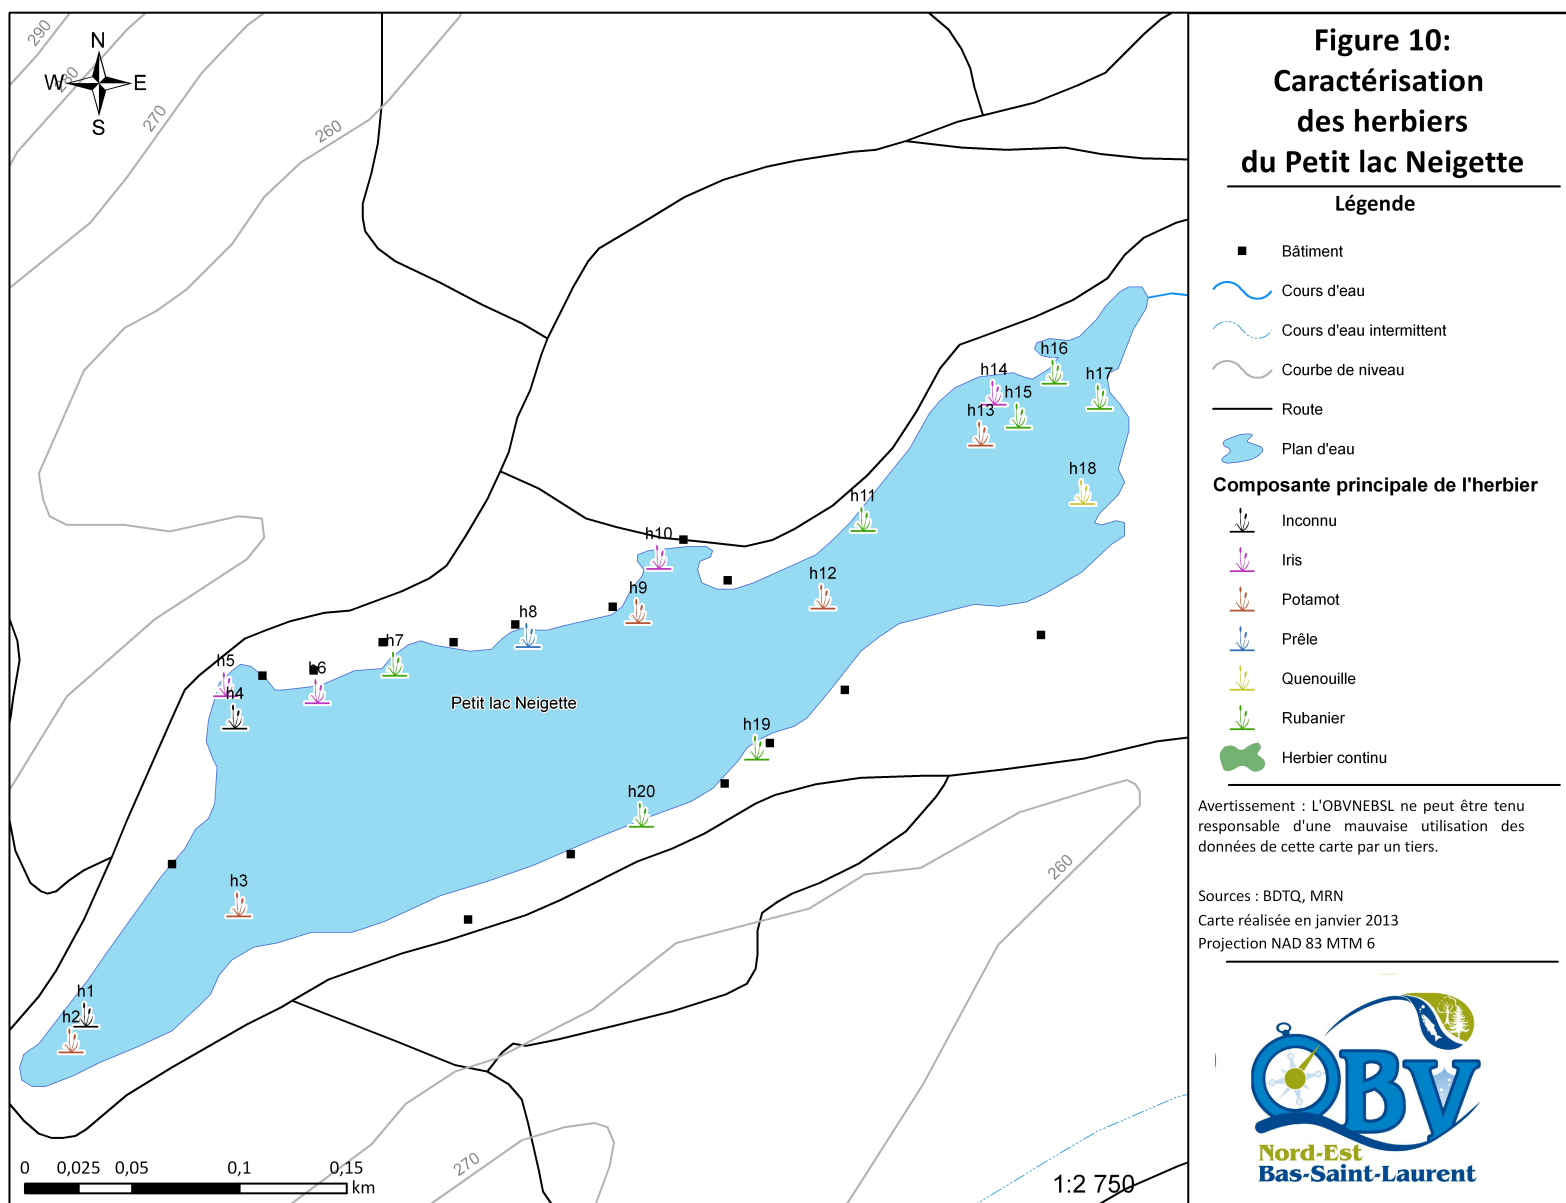 Figure 10:
Caractérisation
des herbiers
du Petit lac Neigette
Légende
Bâtiment
Cours d'eau
Cours d'eau intermittent
Courbe de niveau
Route
Plan d'eau
Composante principale de l'herbier
Inconnu
Iris
Potamot
Prêle
Quenouille
Rubanier
Herbier continu
Avertissement : L'OBVNEBSL ne peut être tenu
responsable d'une mauvaise utilisation des
données de cette carte par un tiers.
Sources : BDTQ, MRN
Carte réalisée en janvier 2013
Projection NAD 83 MTM 6
OBV
Nord-Est
Bas-Saint-Laurent
290
N
W
280
E
S
270
260
h16
h14
h17
h15
h13
h18
h11
h10
h12
h9
h8
h7
h5
h6
h4
Petit lac Neigette
h19
h20
260
h3
h1
h2
270
0 0,025 0,05 0,1 0,15
km
1:2 750